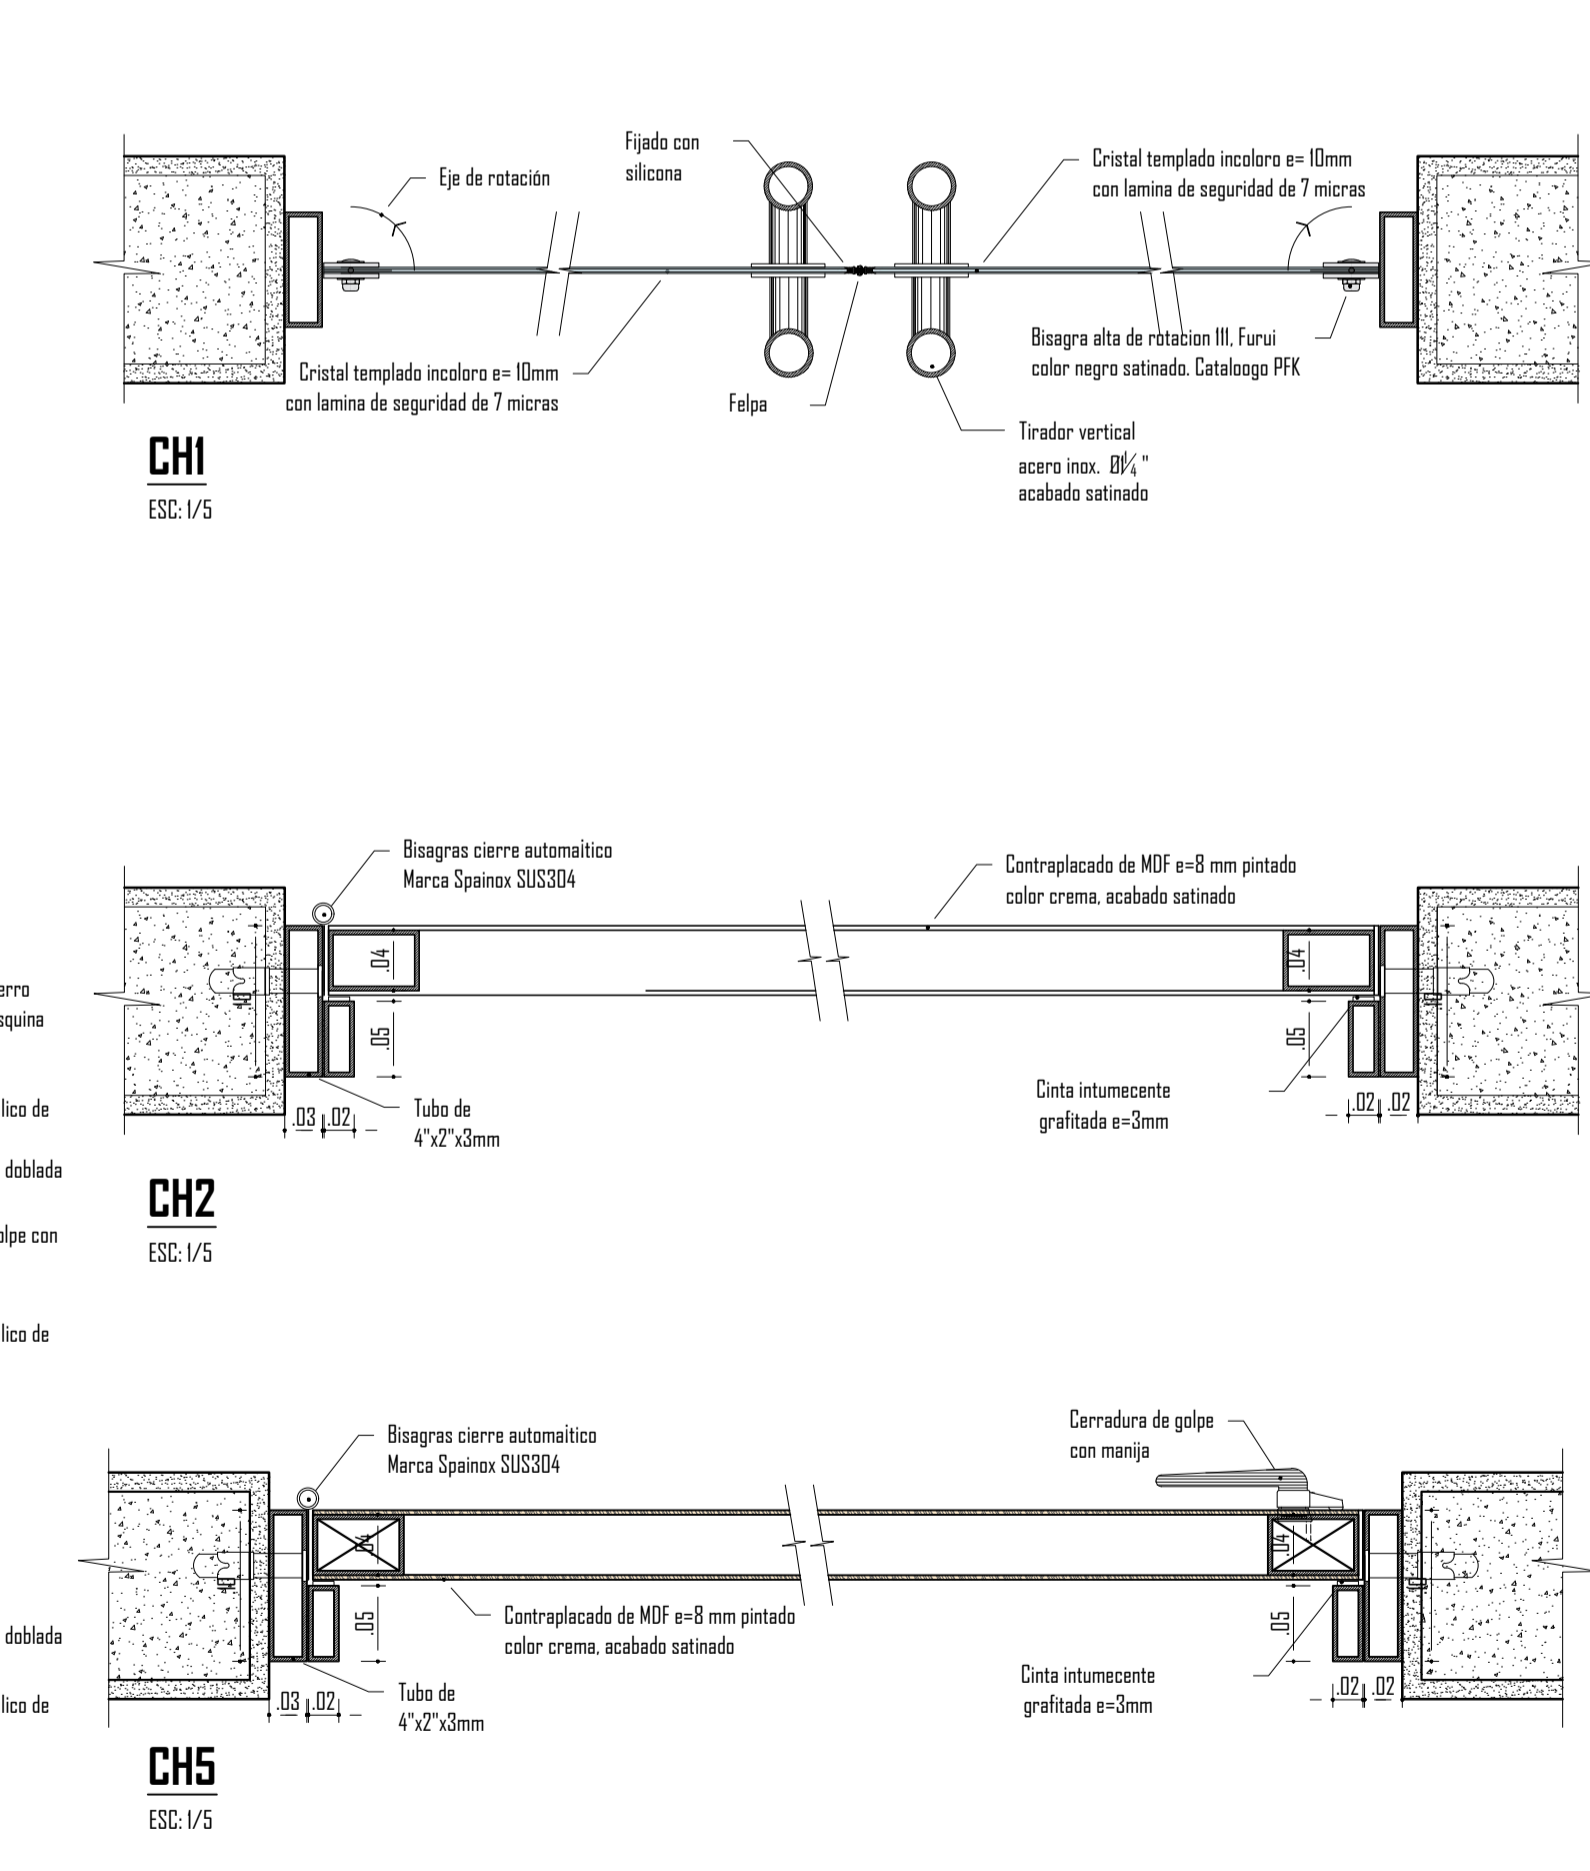 Fijado con
silicona
Eje de rotación
Cristal templado incoloro e= 10mm
con lamina de seguridad de 7 micras
Cristal templado incoloro e= 10mm
con lamina de seguridad de 7 micras
Bisagra alta de rotacion 111, Furui
color negro satinado. Cataloogo PFK
Felpa
Tirador vertical
acero inox. Ø1¼"
acabado satinado
CH1
ESC: 1/5
Bisagras cierre automaitico
Marca Spainox SUS304
Contraplacado de MDF e=8 mm pintado
color crema, acabado satinado
.04
.04
.10
.10
.05
.05
Cinta intumecente
grafitada e=3mm
.03
.02
.02
.02
Tubo de
4"x2"x3mm
CH2
ESC: 1/5
erro
squina
lico de
doblada
olpe con
lico de
Cerradura de golpe
con manija
Bisagras cierre automaitico
Marca Spainox SUS304
.04
.04
.10
.10
.05
.05
Contraplacado de MDF e=8 mm pintado
color crema, acabado satinado
Cinta intumecente
grafitada e=3mm
.03
.02
.02
.02
Tubo de
4"x2"x3mm
CH5
ESC: 1/5
doblada
lico de